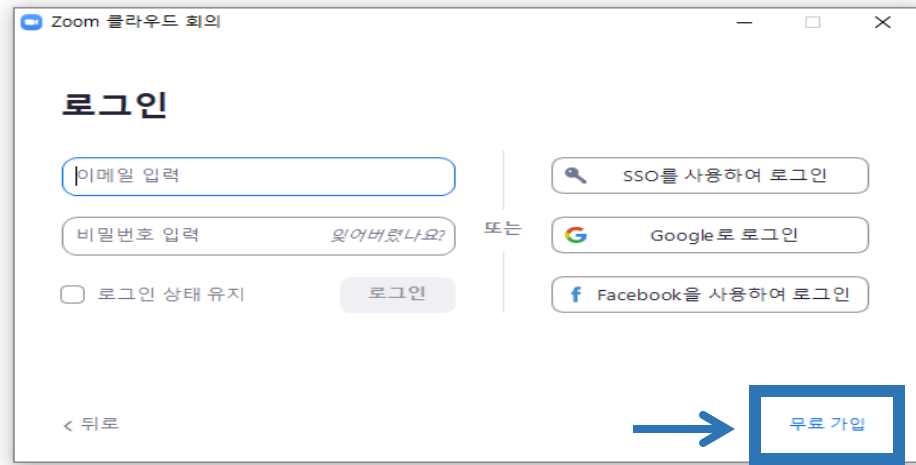 Zoom 클라우드 회의
로그인
이메일 입력
비밀번호 입력 잊어버렸나요?
로그인 상태 유지 로그인
또는
SSO를 사용하여 로그인
Google로 로그인
Facebook을 사용하여 로그인
< 뒤로
무료 가입